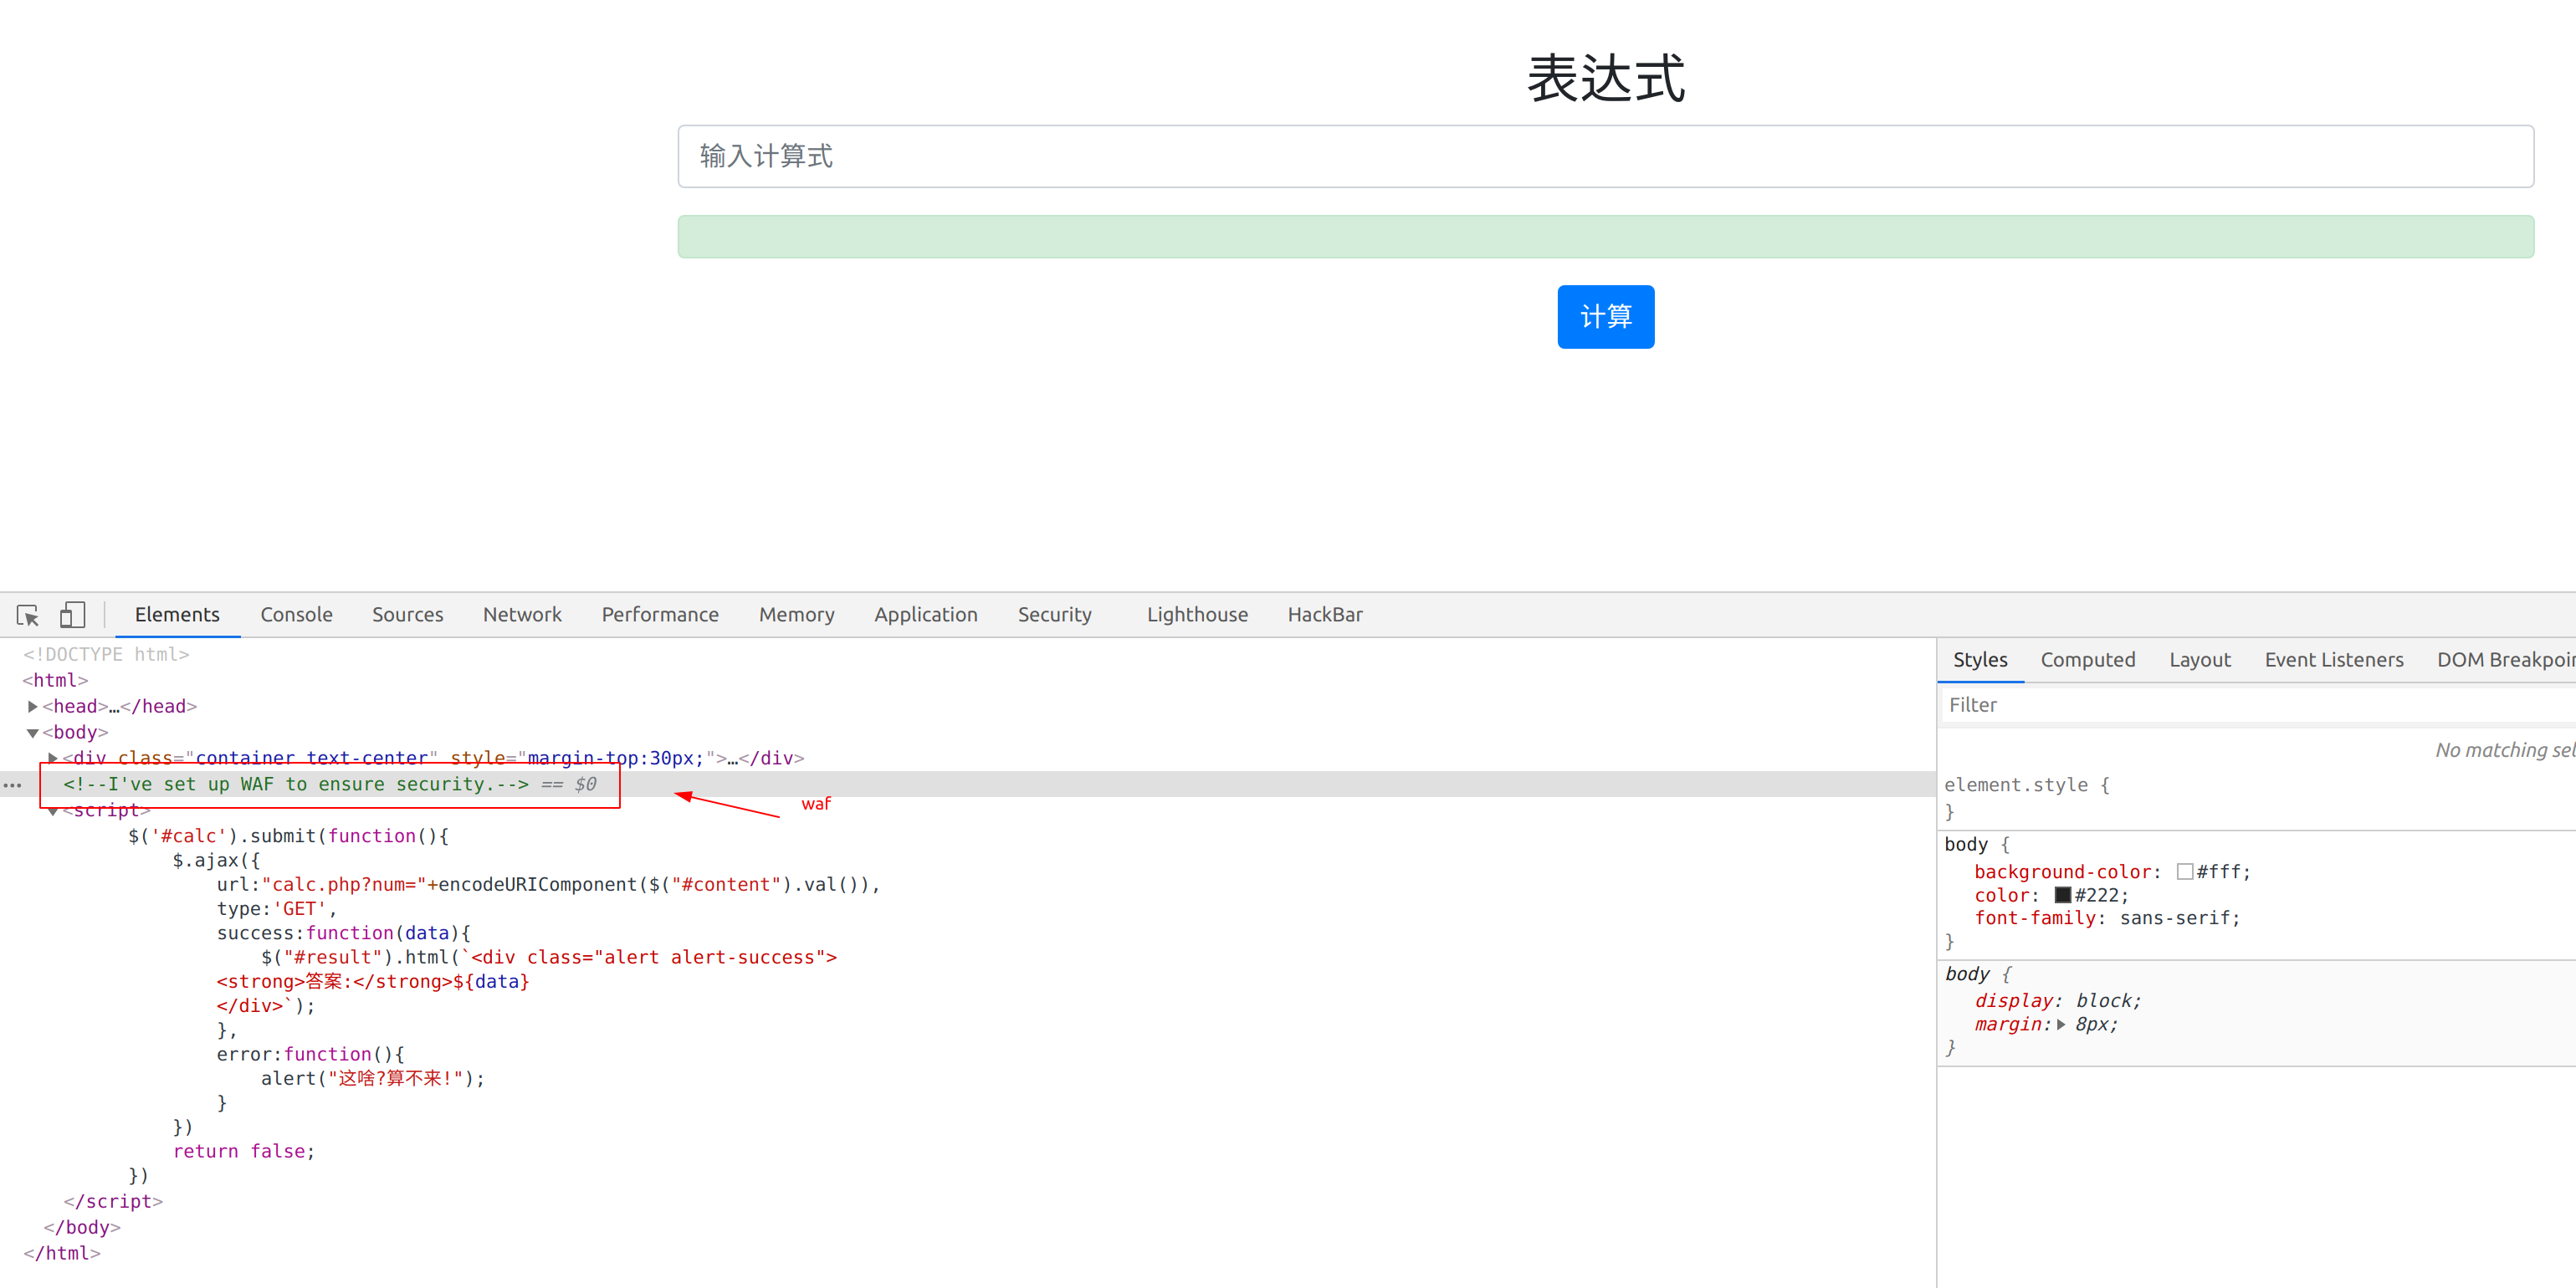 表达式
输入计算式
计算
Elements Console Sources Network Performance Memory Application Security Lighthouse HackBar
<!DOCTYPE html>
<html>
<head>…</head>
<body>
<div class="container text-center" style="margin-top:30px;">…</div>
<!--I've set up WAF to ensure security.--> == $0
waf
<script>
$('#calc').submit(function(){
$.ajax({
url:"calc.php?num="+encodeURIComponent($("#content").val()),
type:'GET',
success:function(data){
$("#result").html(`<div class="alert alert-success">
<strong>答案:</strong>${data}
</div>`);
},
error:function(){
alert("这啥?算不来!");
}
})
return false;
})
</script>
</body>
</html>
Styles Computed Layout Event Listeners DOM Breakpoin
Filter
No matching sel
element.style {
}
body {
background-color: #fff;
color: #222;
font-family: sans-serif;
}
body {
display: block;
margin: 8px;
}